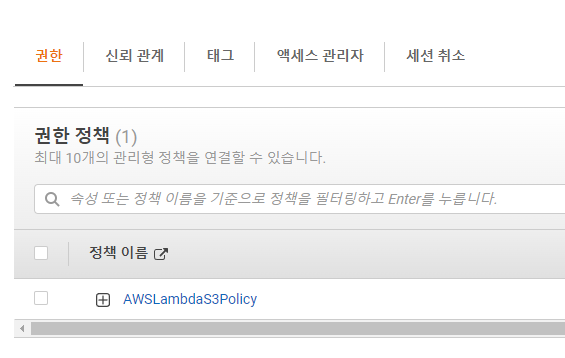 권한 신뢰 관계 태그 액세스 관리자 세션 취소
권한 정책 (1)
최대 10개의 관리형 정책을 연결할 수 있습니다.
속성 또는 정책 이름을 기준으로 정책을 필터링하고 Enter를 누릅니다.
정책 이름
AWSLambdaS3Policy